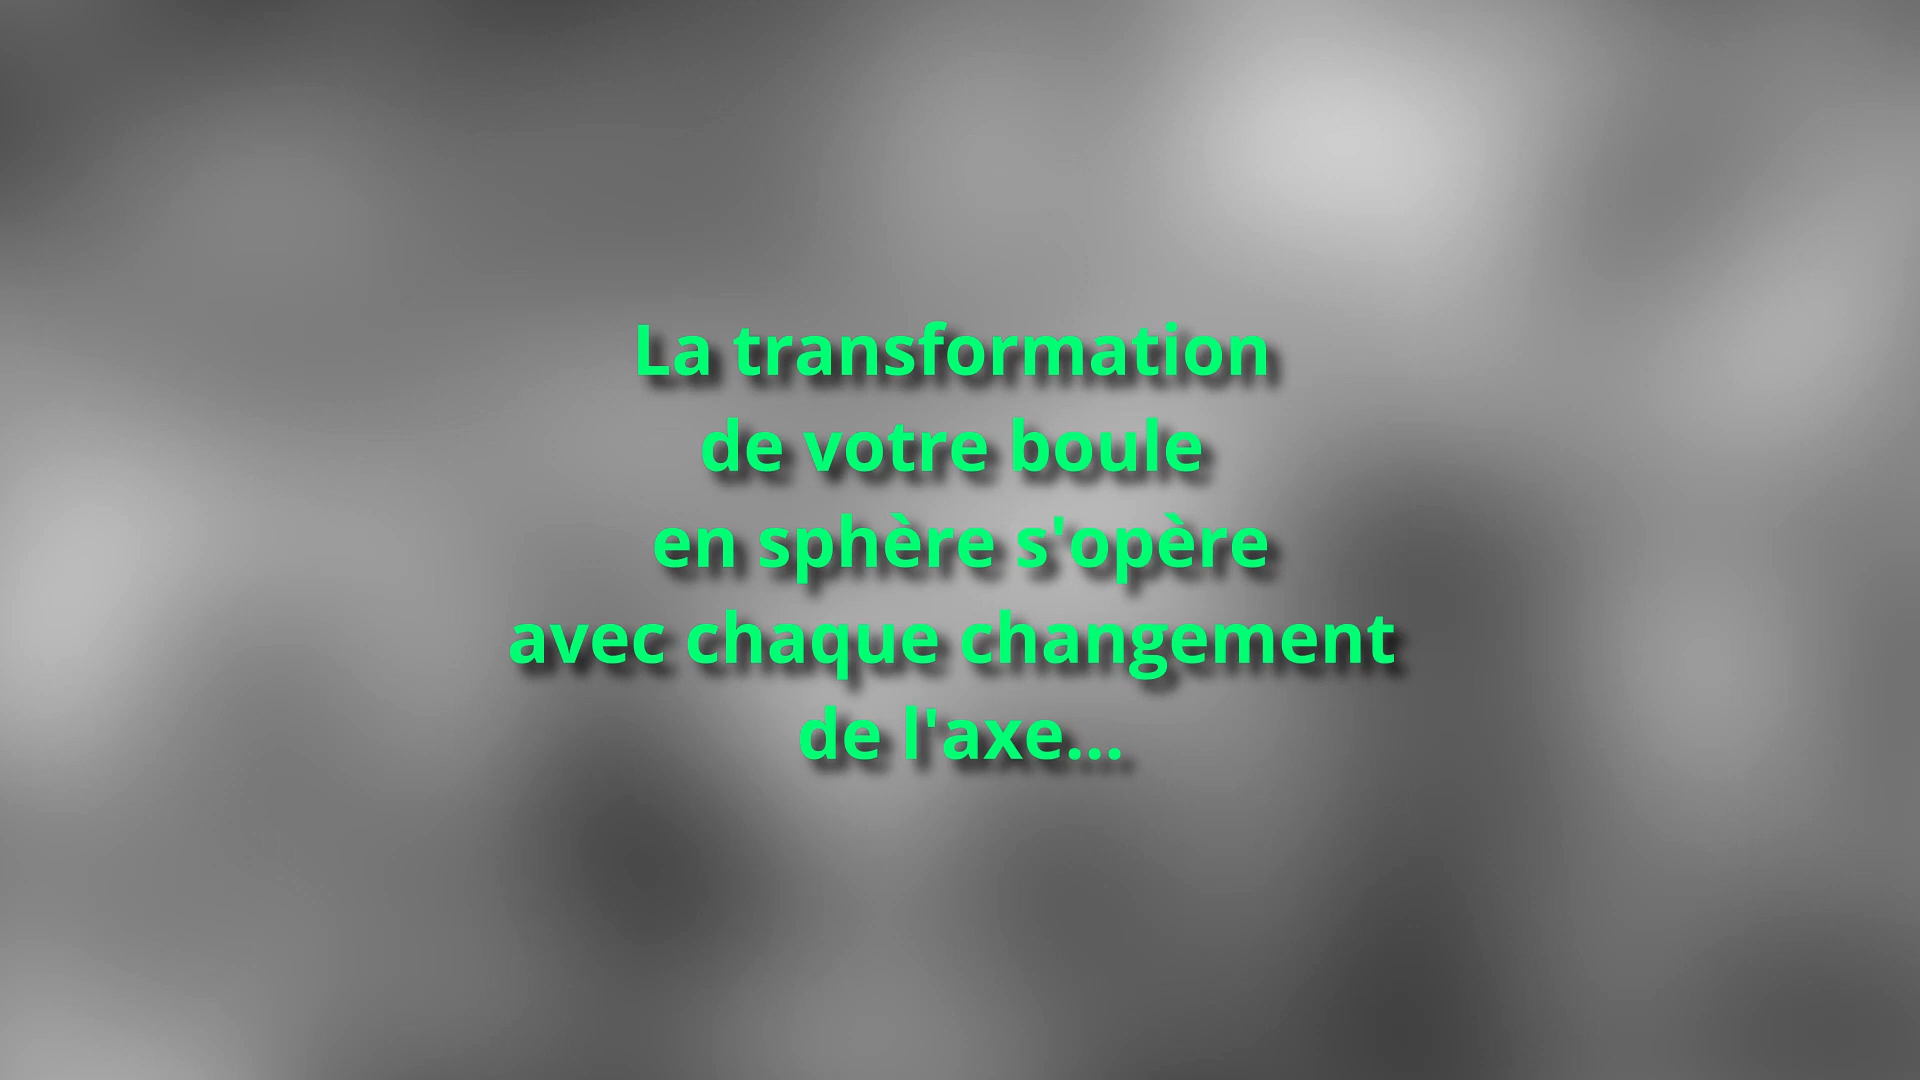 La transformation
de votre boule
en sphère s'opère
avec chaque changement
de l'axe...